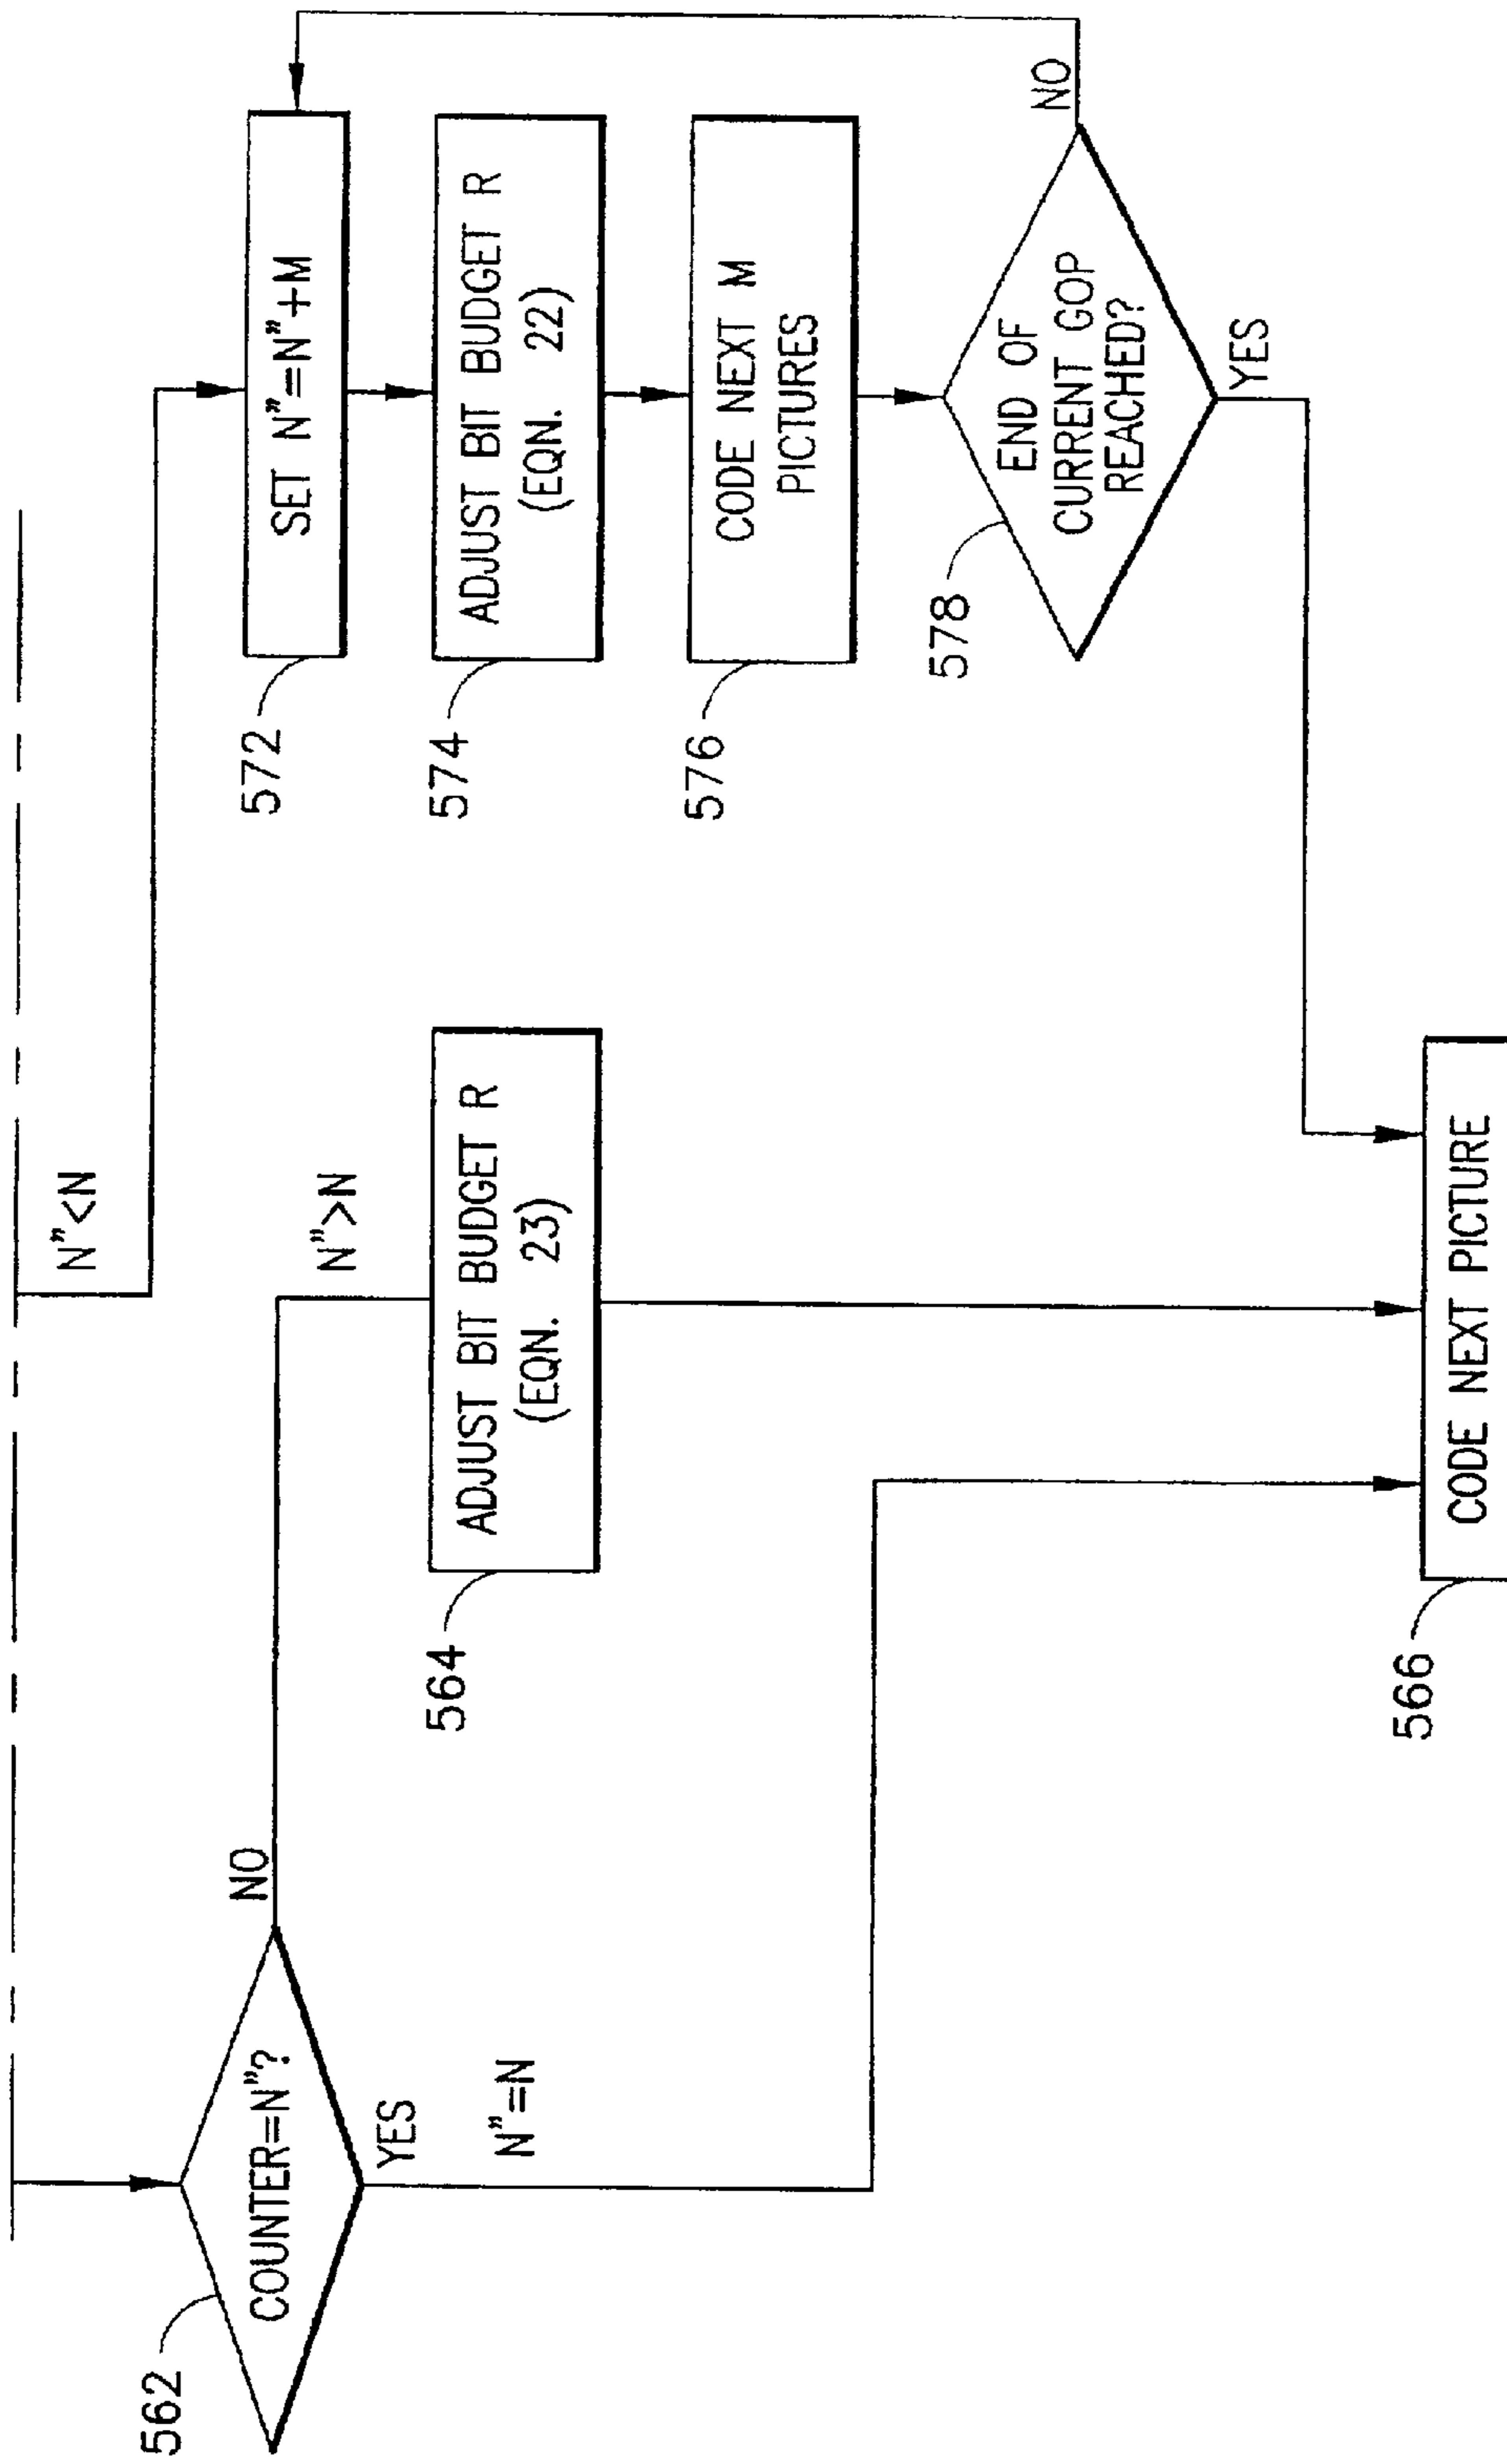 N"<N
SET N"=N"+M
572
ADJUST BIT BUDGET R
(EQN. 22)
574
CODE NEXT M
PICTURES
576
END OF
CURRENT GOP
REACHED?
578
NO
YES
562
COUNTER=N"?
NO
YES
N">N
N"=N
ADJUST BIT BUDGET R
(EQN. 23)
564
CODE NEXT PICTURE
566